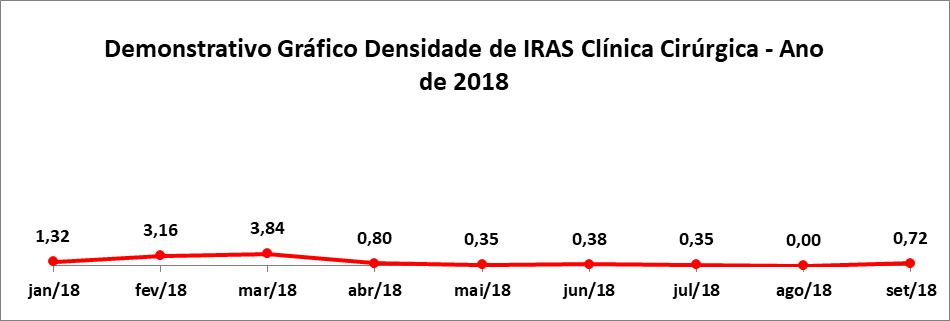 Demonstrativo Gráfico Densidade de IRAS Clínica Cirúrgica - Ano
de 2018
1,32 3,16 3,84 0,80 0,35 0,38 0,35 0,00 0,72
jan/18 fev/18 mar/18 abr/18 mai/18 jun/18 jul/18 ago/18 set/18